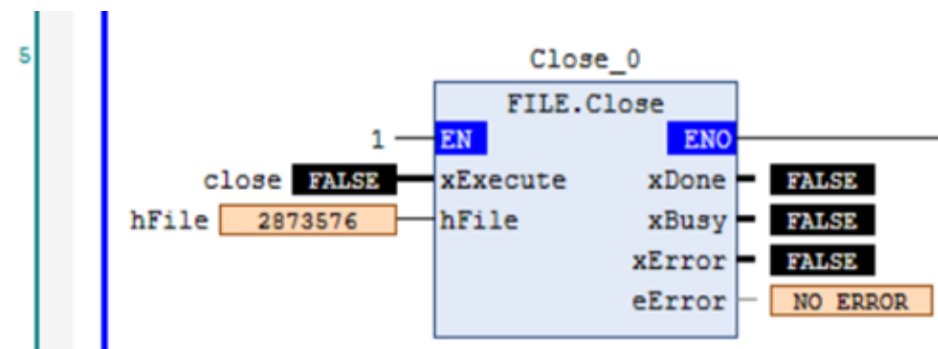 5
Close_0
FILE.Close
1 EN ENO
close FALSE xExecute xDone FALSE
hFile 2873576 hFile xBusy FALSE
xError FALSE
eError NO ERROR